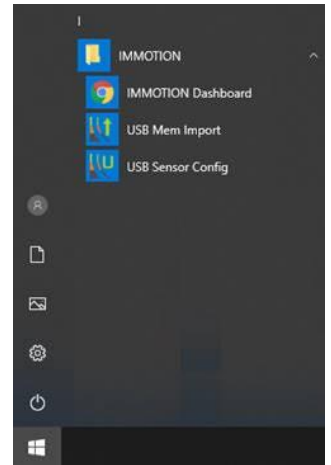 I
IMMOTION
IMMOTION Dashboard
USB Mem Import
USB Sensor Config